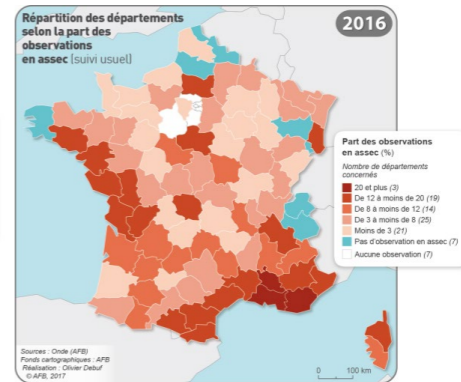 Répartition des départements
selon la part des
observations
en assec [suivi usuel]
2016
Part des observations
en assec (%)
Nombre de départements
concernés
20 et plus (3)
De 12 à moins de 20 (19)
De 8 à moins de 12 (14)
De 3 à moins de 8 (25)
Moins de 3 (21)
Pas d'observation en assec (7)
Aucune observation (7)
Sources : Onde (AFB)
Fonds cartographiques : AFB
Réalisation : Olivier Debuf
© AFB, 2017
0 100 km